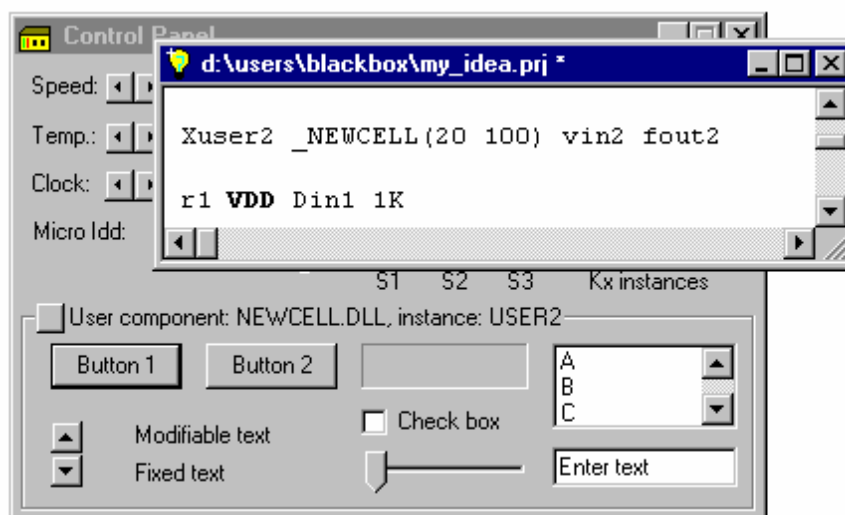 Control Panel
d:\users\blackbox\my_idea.prj *
Speed:
Temp.:
Clock:
Micro Idd:
Xuser2 _NEWCELL(20 100) vin2 fout2
r1 VDD Din1 1K
S1 S2 S3 Kx instances
User component: NEWCELL.DLL, instance: USER2
Button 1
Button 2
A
B
C
Check box
Modifiable text
Fixed text
Enter text